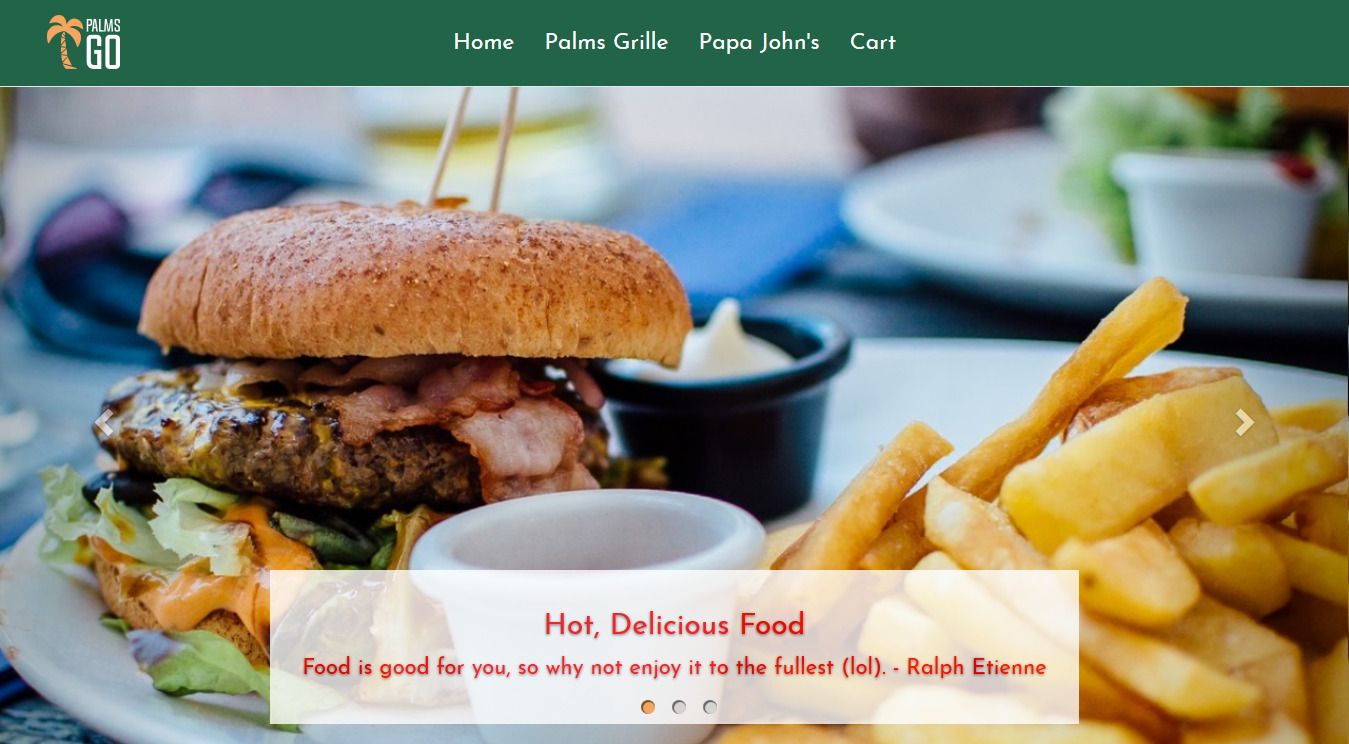 PALMS
GO
Home Palms Grille Papa John's Cart
Hot, Delicious Food
Food is good for you, so why not enjoy it to the fullest (lol). - Ralph Etienne